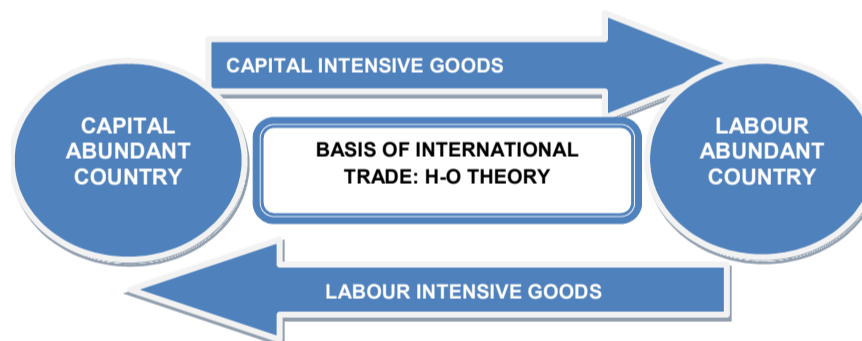 CAPITAL INTENSIVE GOODS
CAPITAL
ABUNDANT
COUNTRY
BASIS OF INTERNATIONAL
TRADE: H-O THEORY
LABOUR
ABUNDANT
COUNTRY
LABOUR INTENSIVE GOODS